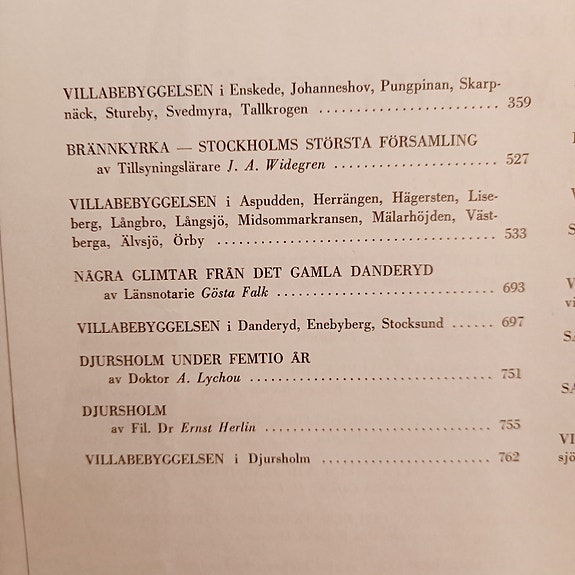 VILLABEBYGGELSEN i Enskede, Johanneshov, Pungpinan, Skarp-
näck, Stureby, Svedmyra, Tallkrogen ........................ 359
BRÄNNKYRKA — STOCKHOLMS STÖRSTA FÖRSAMLING
av Tillsyningslärare J. A. Widegren ...................... 527
VILLABEBYGGELSEN i Aspudden, Herrängen, Hägersten, Lise-
berg, Långbro, Långsjö, Midsommarkransen, Mälarhöjden, Väst-
berga, Älvsjö, Örby ..................................... 533
NÅGRA GLIMTAR FRÅN DET GAMLA DANDERYD
av Länsnotarie Gösta Falk ............................. 693
VILLABEBYGGELSEN i Danderyd, Enebyberg, Stocksund ...... 697
DJURSHOLM UNDER FEMTIO ÅR
av Doktor A. Lychou ................................. 751
DJURSHOLM
av Fil. Dr Ernst Herlin ............................... 755
VILLABEBYGGELSEN i Djursholm ....................... 762